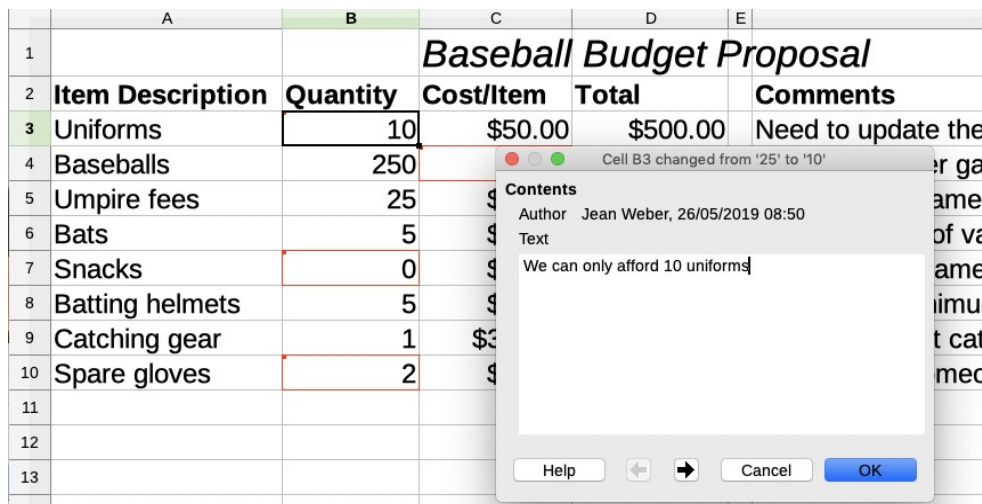 A B C D E
1 Baseball Budget Proposal
2 Item Description Quantity Cost/Item Total Comments
3 Uniforms 10 $50.00 $500.00 Need to update the
4 Baseballs 250
5 Umpire fees 25 $
6 Bats 5 $
7 Snacks 0 $
8 Batting helmets 5 $
9 Catching gear 1 $3
10 Spare gloves 2 $
11
12
13
Cell B3 changed from '25' to '10'
Contents
Author Jean Weber, 26/05/2019 08:50
Text
We can only afford 10 uniforms
Help Cancel OK